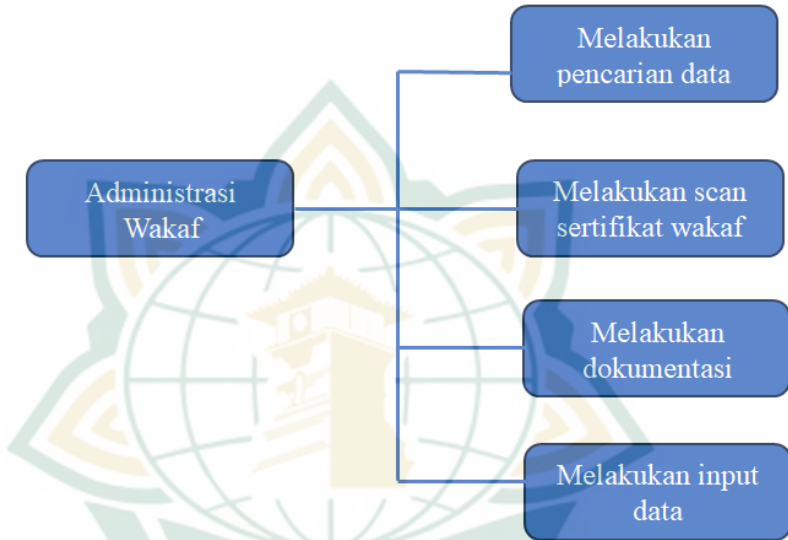 Melakukan
pencarian data
Administrasi
Wakaf
Melakukan scan
sertifikat wakaf
Melakukan
dokumentasi
Melakukan input
data